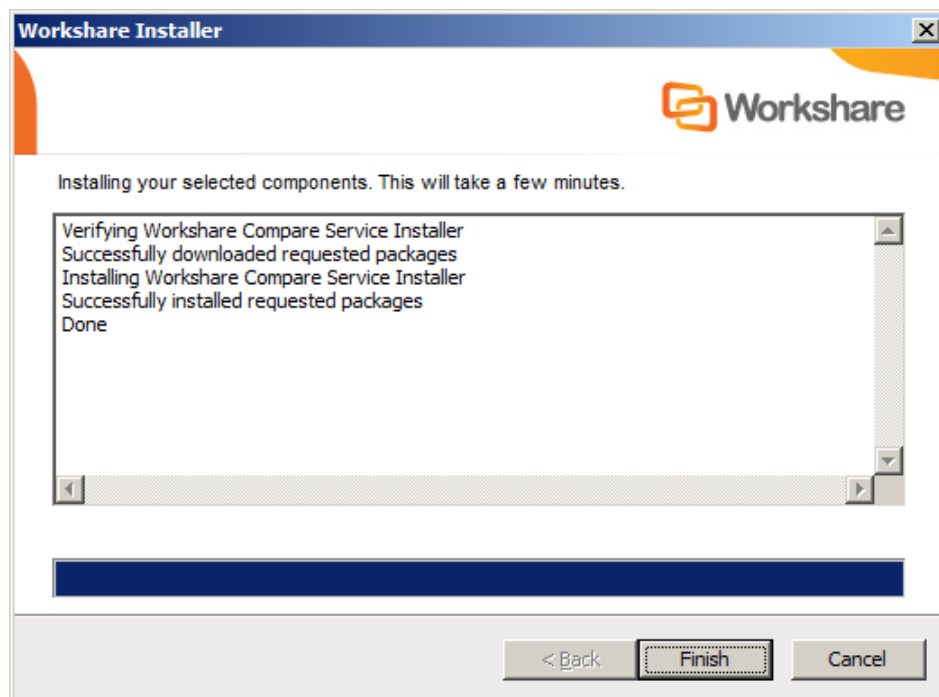 Workshare Installer
Workshare
Installing your selected components. This will take a few minutes.
Verifying Workshare Compare Service Installer
Successfully downloaded requested packages
Installing Workshare Compare Service Installer
Successfully installed requested packages
Done
< Back
Finish
Cancel